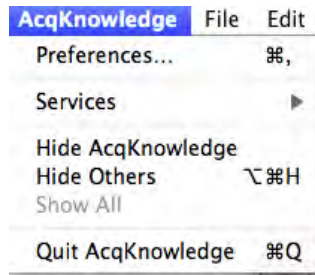 AcqKnowledge File Edit
Preferences... ⌘,
Services ▶
Hide AcqKnowledge
Hide Others ⌥⌘H
Show All
Quit AcqKnowledge ⌘Q